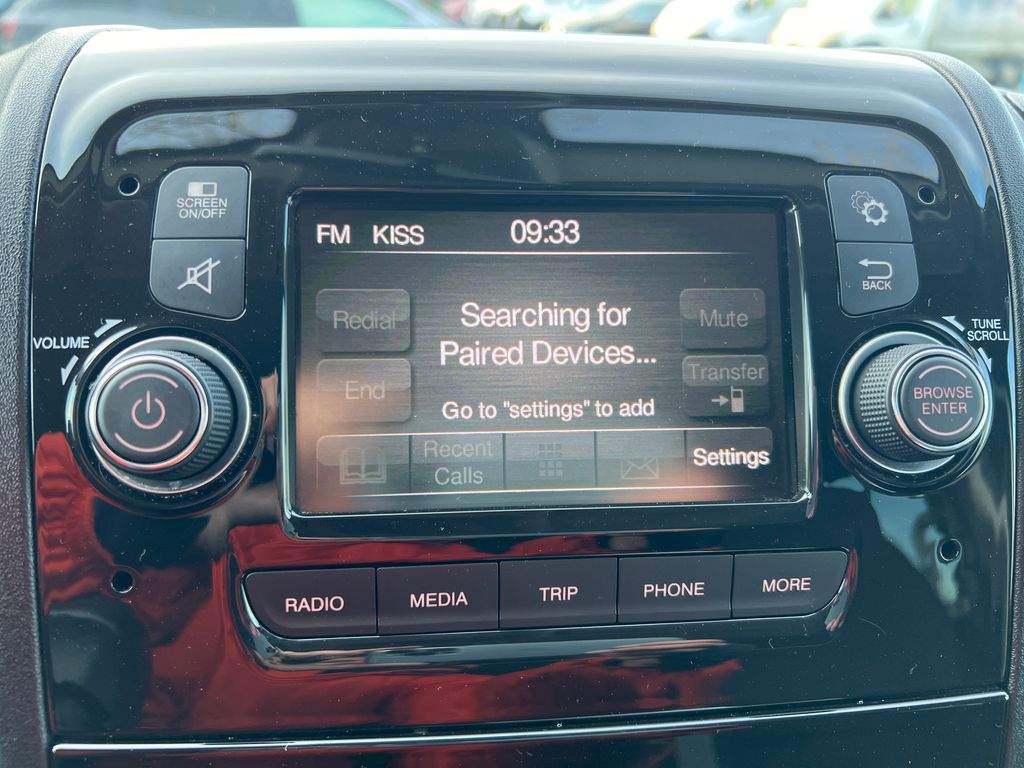 SCREEN
ON/OFF
FM KISS 09:33
BACK
VOLUME
TUNE
SCROLL
Redial
Searching for
Paired Devices...
Mute
End
Transfer
Go to "settings" to add
BROWSE
ENTER
Recent
Calls
Settings
RADIO
MEDIA
TRIP
PHONE
MORE